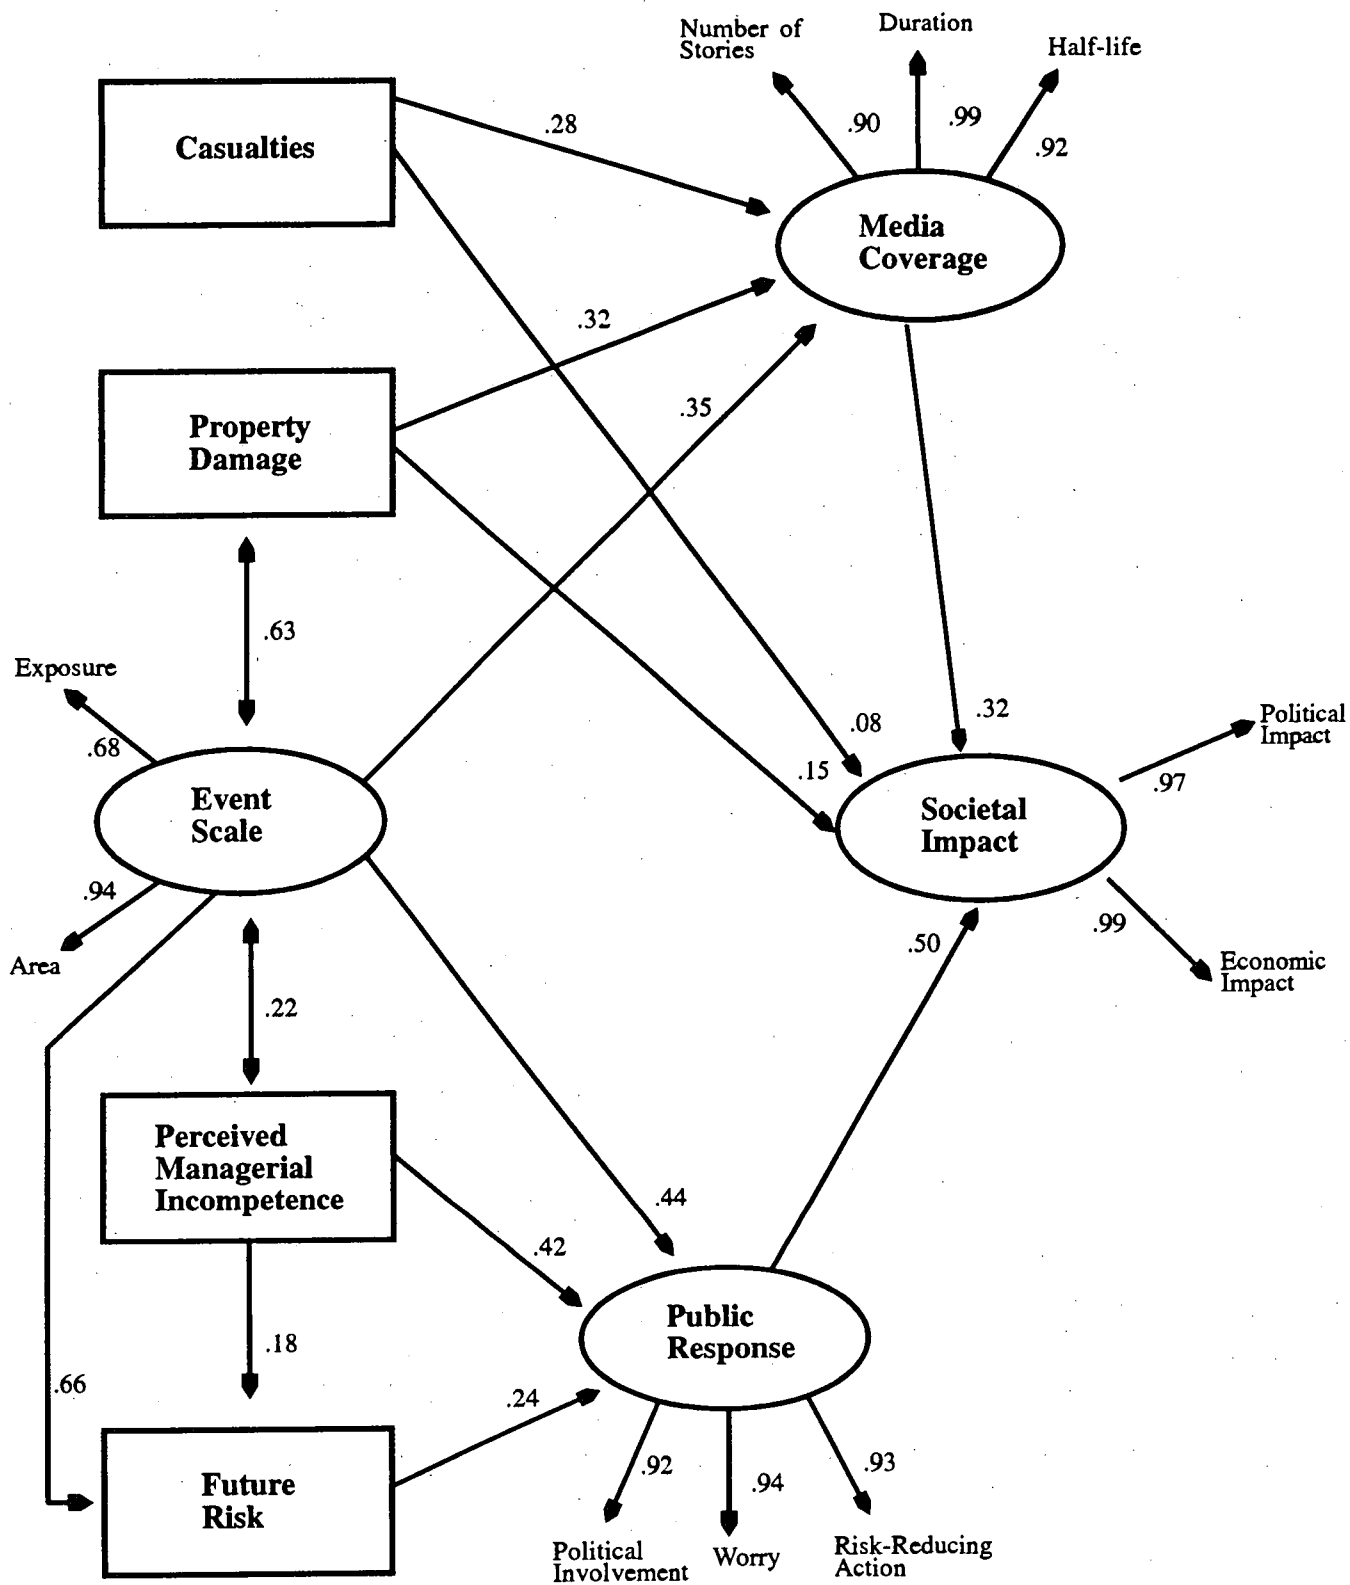 Number of
Stories
Duration
Half-life
.90
.99
.92
Casualties
.28
Media
Coverage
.32
Property
Damage
.35
.63
Exposure
.68
Event
Scale
.94
Area
.08
.32
.15
Societal
Impact
Political
Impact
.97
.99
Economic
Impact
.50
.22
Perceived
Managerial
Incompetence
.44
.42
Public
Response
.18
.66
.24
Future
Risk
.92
.94
.93
Political
Involvement
Worry
Risk-Reducing
Action